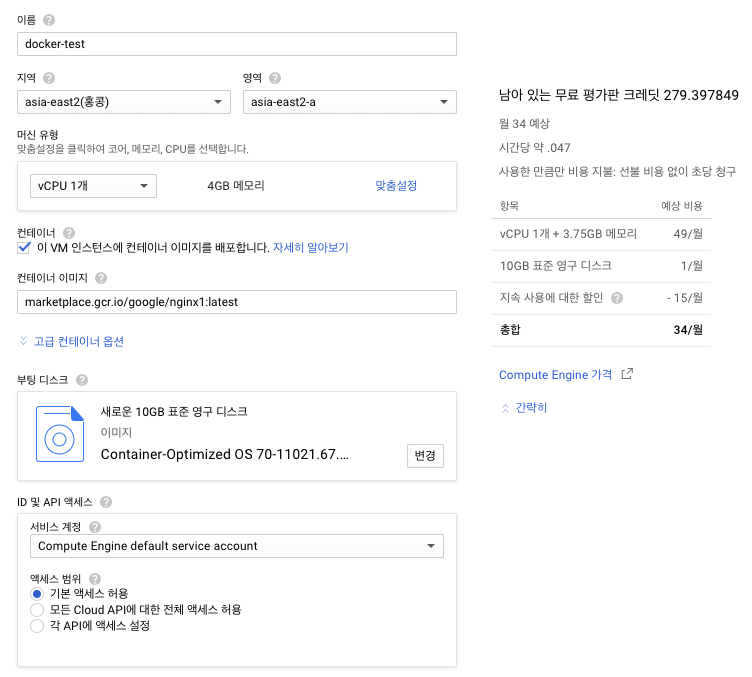 이름
docker-test
지역
영역
asia-east2(홍콩)
asia-east2-a
머신 유형
맞춤설정을 클릭하여 코어, 메모리, CPU를 선택합니다.
vCPU 1개
4GB 메모리
맞춤설정
컨테이너
이 VM 인스턴스에 컨테이너 이미지를 배포합니다. 자세히 알아보기
컨테이너 이미지
marketplace.gcr.io/google/nginx1:latest
고급 컨테이너 옵션
부팅 디스크
새로운 10GB 표준 영구 디스크
이미지
Container-Optimized OS 70-11021.67....
변경
ID 및 API 액세스
서비스 계정
Compute Engine default service account
액세스 범위
기본 액세스 허용
모든 Cloud API에 대한 전체 액세스 허용
각 API에 액세스 설정
남아 있는 무료 평가판 크레딧 279.397849
월 34 예상
시간당 약 .047
사용한 만큼만 비용 지불: 선불 비용 없이 초당 청구
항목 예상 비용
vCPU 1개 + 3.75GB 메모리 49/월
10GB 표준 영구 디스크 1/월
지속 사용에 대한 할인 - 15/월
총합 34/월
Compute Engine 가격
간략히